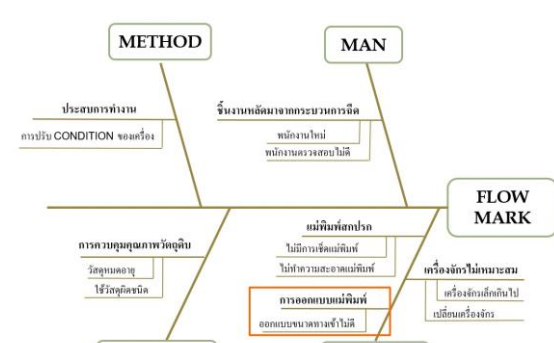 METHOD
MAN
ประสบการทำงาน
การปรับ CONDITION ของเครื่อง
ชิ้นงานหลัดมาจากกระบวนการฉีด
พนักงานใหม่
พนักงานตรวจสอบไม่ดี
FLOW
MARK
การควบคุมคุณภาพวัตถุดิบ
วัสดุหมดอายุ
ใช้วัสดุผิดชนิด
แม่พิมพ์สกปรก
ไม่มีการเช็ดแม่พิมพ์
ไม่ทำความสะอาดแม่พิมพ์
การออกแบบแม่พิมพ์
ออกแบบขนาดทางเข้าไม่ดี
เครื่องจักรไม่เหมาะสม
เครื่องจักรเล็กเกินไป
เปลี่ยนเครื่องจักร